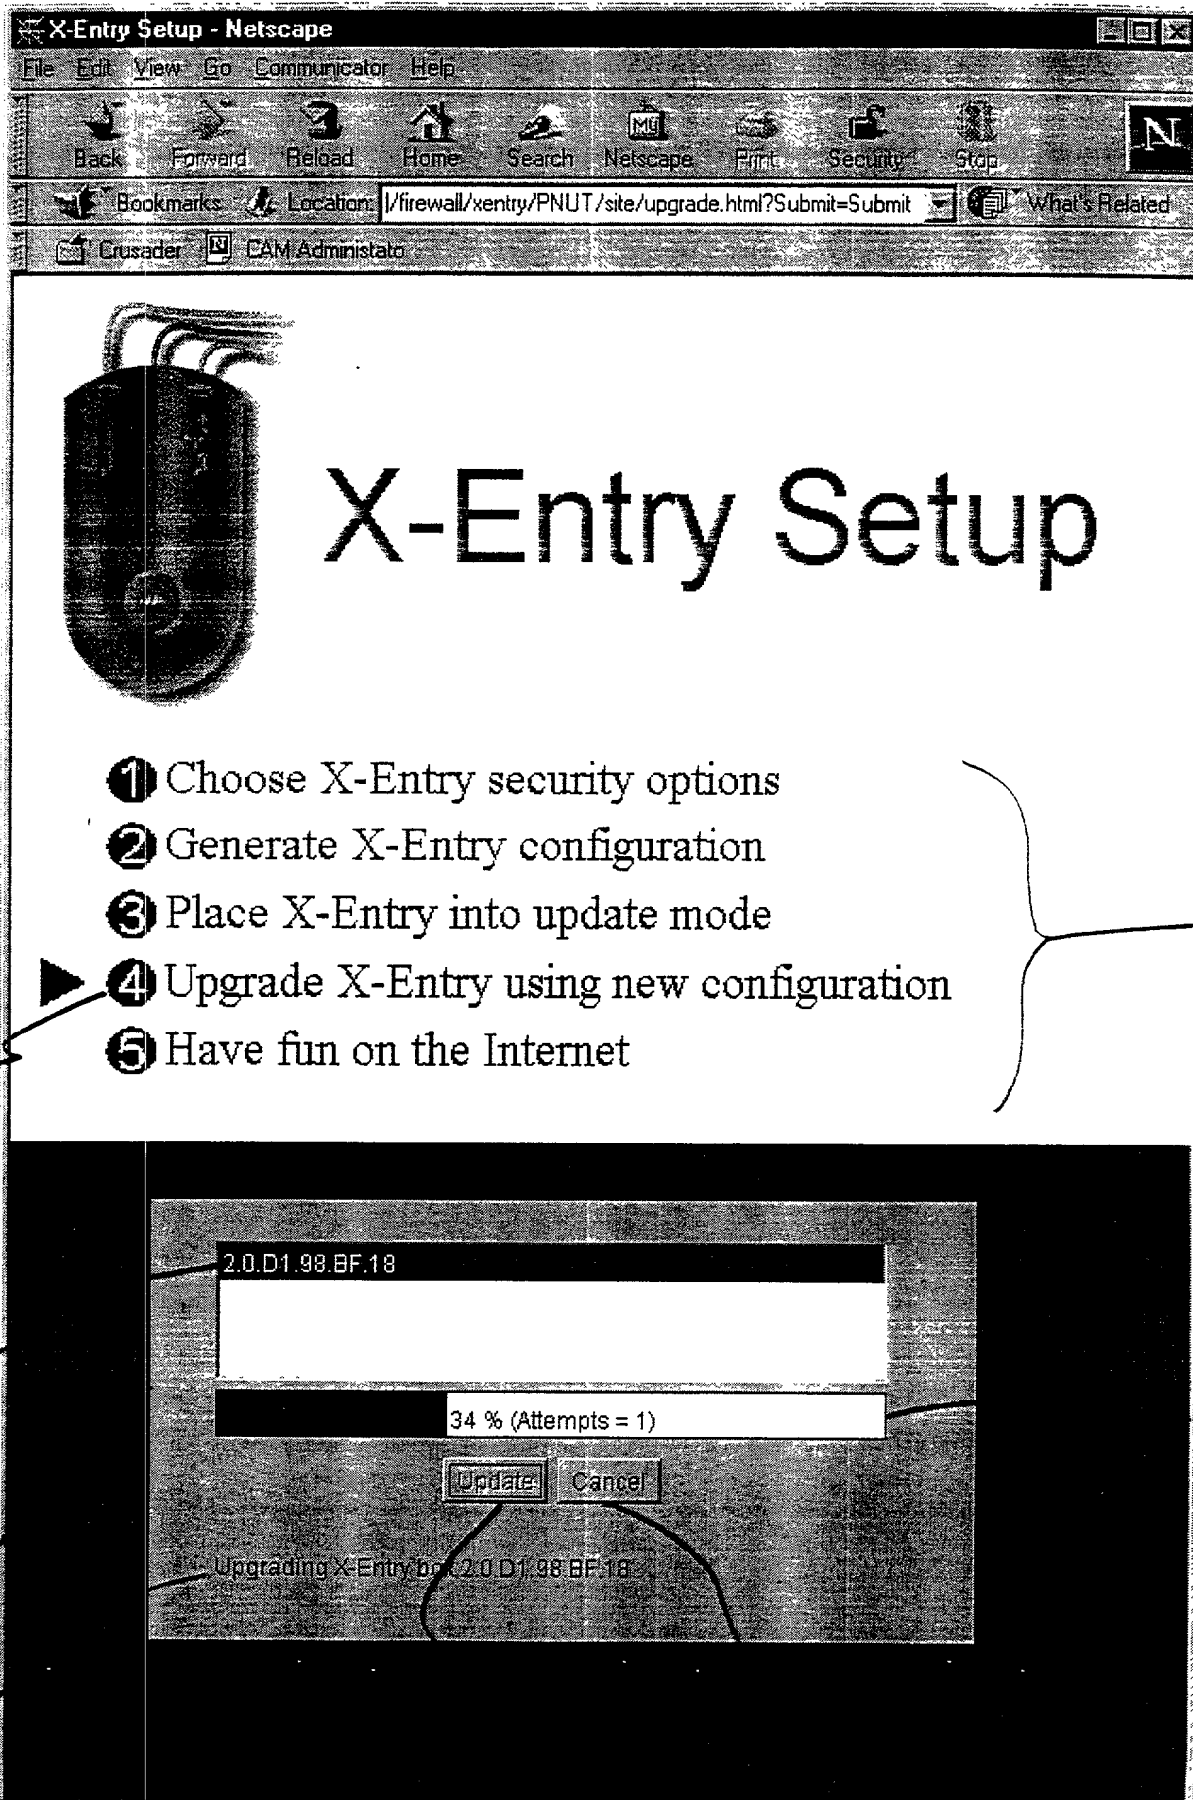 X-Entry Setup - Netscape
File Edit View Go Communicator Help
Back Forward Reload Home Search Netscape Print Security Stop
My
N
Bookmarks Location: l/firewall/xentry/PNUT/site/upgrade.html?Submit=Submit What's Related
Crusader CAM Administato
X-Entry Setup
1 Choose X-Entry security options
2 Generate X-Entry configuration
3 Place X-Entry into update mode
4 Upgrade X-Entry using new configuration
5 Have fun on the Internet
2.0.D1.98.BF.18
34 % (Attempts = 1)
Update Cancel
Upgrading X-Entry box 2.0.D1.98.BF.18